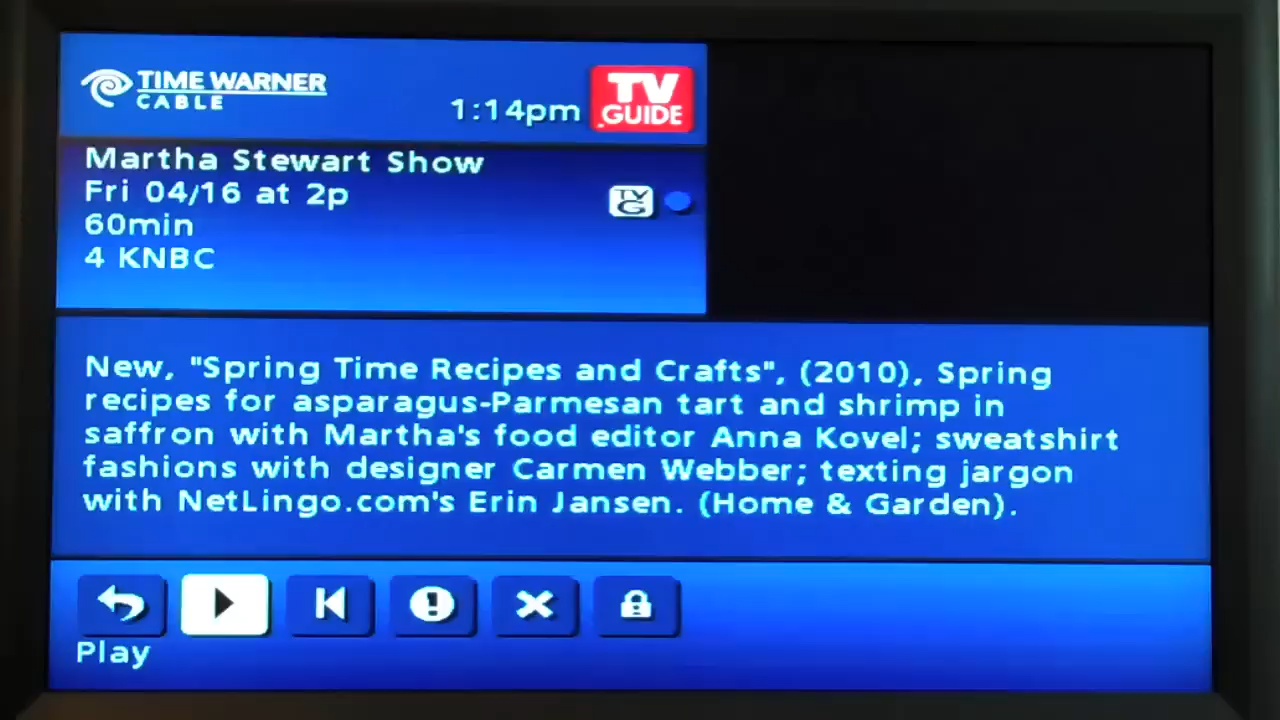 TIME WARNER
CABLE
1:14pm
TV
GUIDE
Martha Stewart Show
Fri 04/16 at 2p
TV
G
60min
4 KNBC
New, "Spring Time Recipes and Crafts", (2010), Spring
recipes for asparagus-Parmesan tart and shrimp in
saffron with Martha's food editor Anna Kovel; sweatshirt
fashions with designer Carmen Webber; texting jargon
with NetLingo.com's Erin Jansen. (Home & Garden).
Play